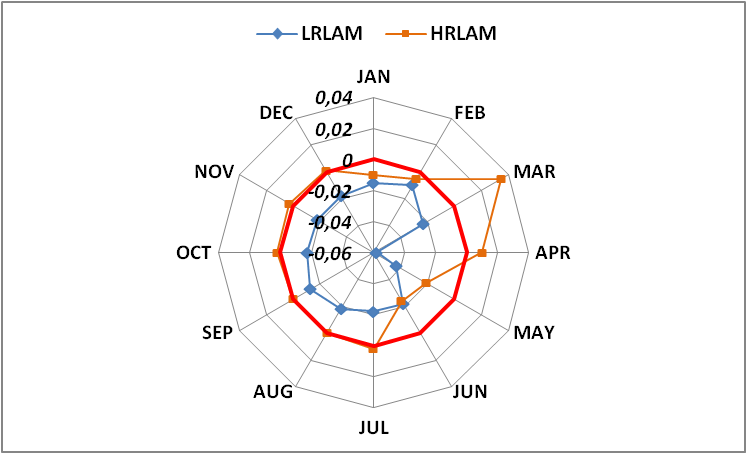 LRLAM HRLAM
JAN
FEB
MAR
APR
MAY
JUN
JUL
AUG
SEP
OCT
NOV
DEC
0,04
0,02
0
-0,02
-0,04
-0,06